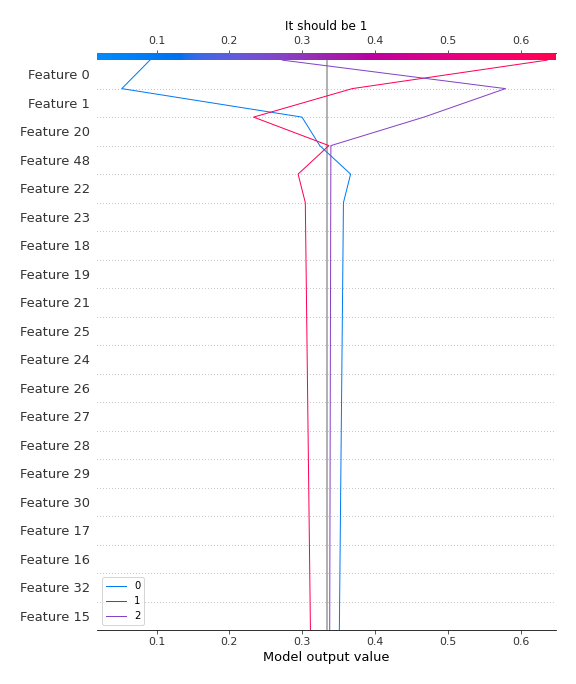 It should be 1
0.1 0.2 0.3 0.4 0.5 0.6
Feature 0
Feature 1
Feature 20
Feature 48
Feature 22
Feature 23
Feature 18
Feature 19
Feature 21
Feature 25
Feature 24
Feature 26
Feature 27
Feature 28
Feature 29
Feature 30
Feature 17
Feature 16
Feature 32
Feature 15
0
1
2
0.1 0.2 0.3 0.4 0.5 0.6
Model output value